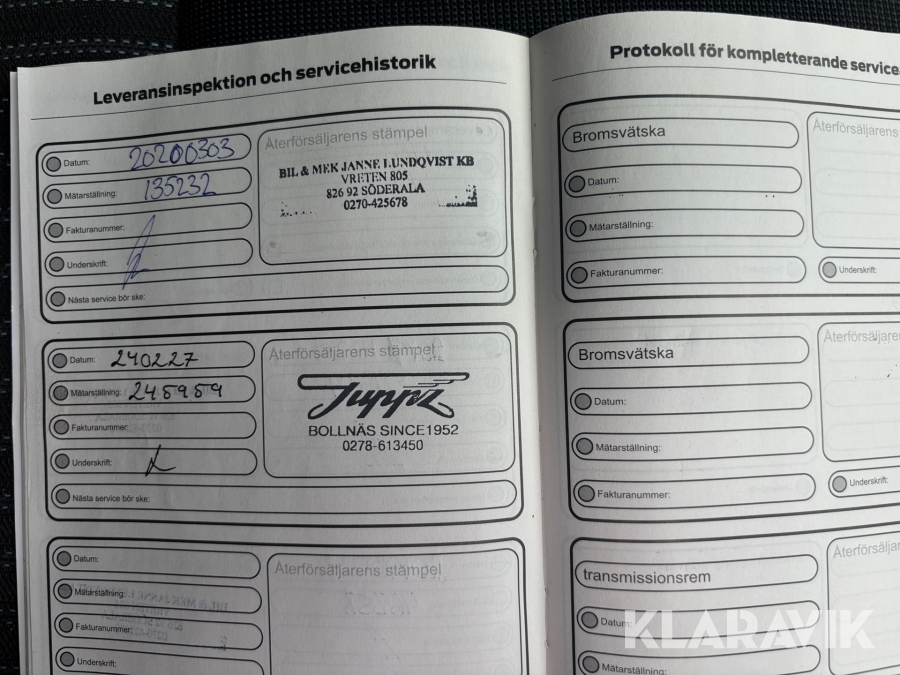 Leveransinspektion och servicehistorik
Datum: 20200303
Mätarställning: 135232
Fakturanummer:
Underskrift:
Nästa service bör ske:
Återförsäljarens stämpel
BIL & MEK JANNE LUNDQVIST KB
VRETEN 805
826 92 SÖDERALA
0270-425678
Datum: 240227
Mätarställning: 245959
Fakturanummer:
Underskrift:
Nästa service bör ske:
Återförsäljarens stämpel
Juppz
BOLLNÄS SINCE1952
0278-613450
Datum:
Mätarställning:
Fakturanummer:
Underskrift:
Återförsäljarens stämpel
Protokoll för kompletterande service
Bromsvätska
Datum:
Mätarställning:
Fakturanummer:
Återförsäljarens
Underskrift:
Bromsvätska
Datum:
Mätarställning:
Fakturanummer:
Återförsäljaren
Underskrift:
transmissionsrem
Datum:
Mätarställning:
Återförsäljar
KLARAVIK